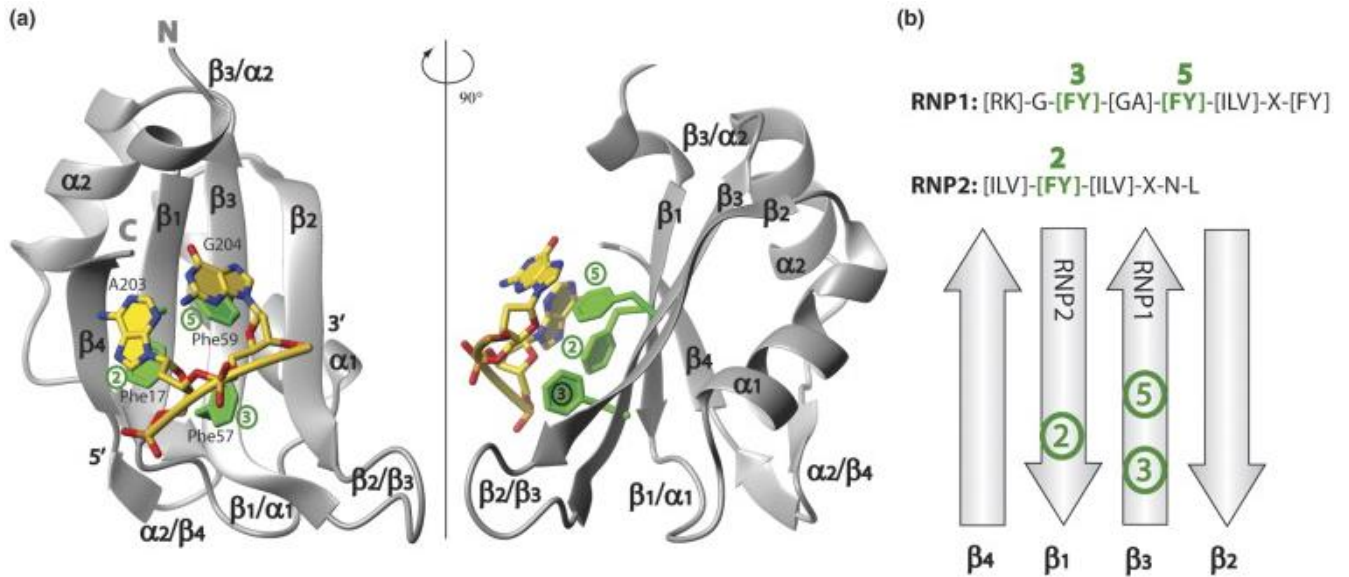 (a)
N
β3/α2
α2
β1
β3
β2
C
G204
A203
5
Phe59
3′
β4
α1
2
Phe17
3
Phe57
5′
β2/β3
β1/α1
α2/β4
90°
β3/α2
β1
β3
β2
α2
5
2
β4
3
α1
β2/β3
β1/α1
α2/β4
(b)
3 5
RNP1: [RK]-G-[FY]-[GA]-[FY]-[ILV]-X-[FY]
2
RNP2: [ILV]-[FY]-[ILV]-X-N-L
RNP2
RNP1
5
2
3
β4 β1 β3 β2